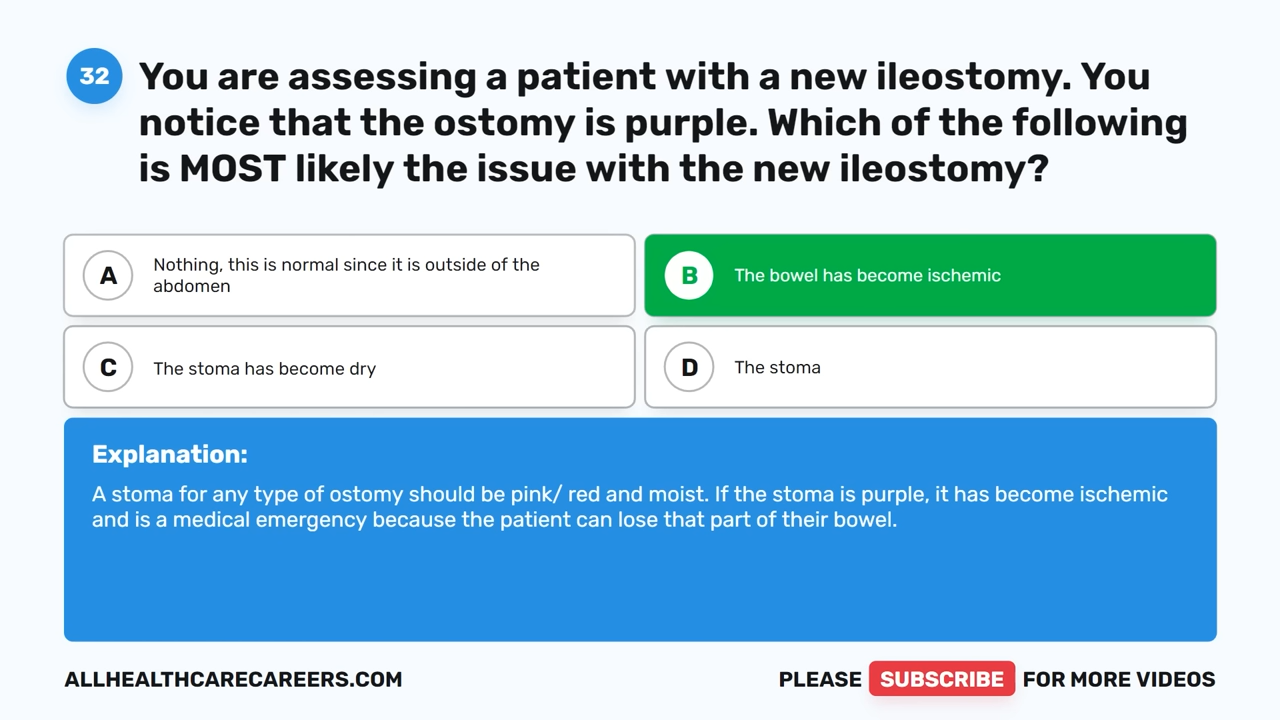 32
You are assessing a patient with a new ileostomy. You
notice that the ostomy is purple. Which of the following
is MOST likely the issue with the new ileostomy?
A
Nothing, this is normal since it is outside of the
abdomen
B
The bowel has become ischemic
C
The stoma has become dry
D
The stoma
Explanation:
A stoma for any type of ostomy should be pink/ red and moist. If the stoma is purple, it has become ischemic
and is a medical emergency because the patient can lose that part of their bowel.
ALLHEALTHCARECAREERS.COM
PLEASE SUBSCRIBE FOR MORE VIDEOS